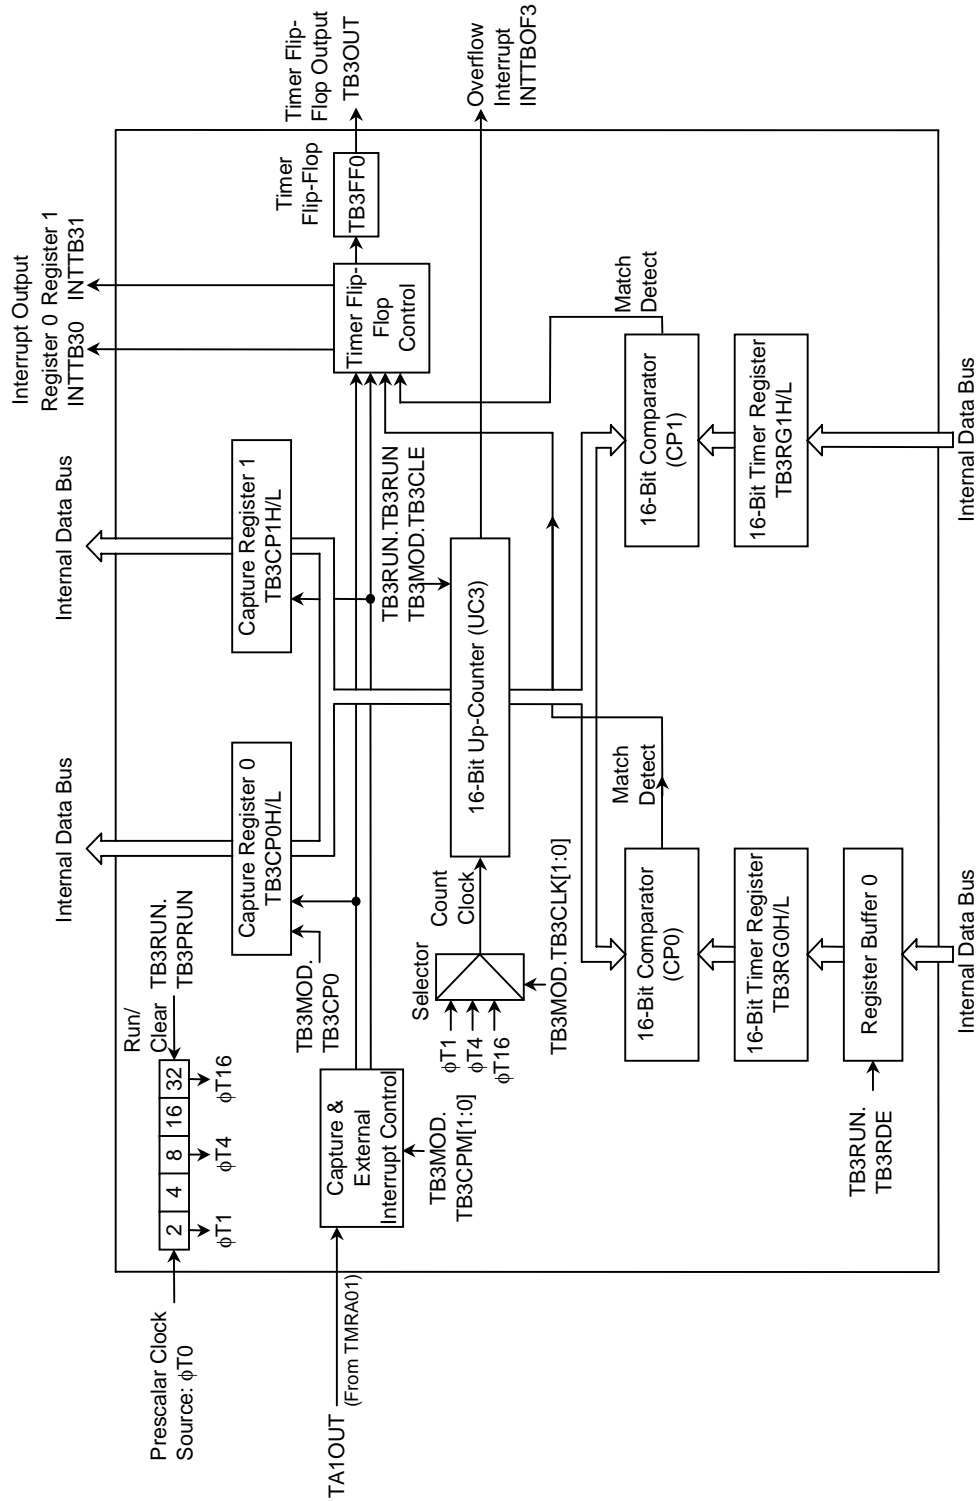 Prescalar Clock
Source: ϕT0
2 4 8 16 32
ϕT1
ϕT4
ϕT16
Run/
Clear
TB3RUN.
TB3PRUN
Internal Data Bus
Internal Data Bus
Interrupt Output
Register 0 Register 1
INTTB30 INTTB31
TA1OUT
(From TMRA01)
Capture &
External
Interrupt Control
TB3MOD.
TB3CPM[1:0]
TB3MOD.
TB3CP0
Capture Register 0
TB3CP0H/L
Capture Register 1
TB3CP1H/L
Timer Flip-
Flop
Control
Timer
Flip-Flop
TB3FF0
Timer Flip-
Flop Output
TB3OUT
Selector
ϕT1
ϕT4
ϕT16
TB3MOD.TB3CLK[1:0]
Count
Clock
16-Bit Up-Counter (UC3)
TB3RUN.TB3RUN
TB3MOD.TB3CLE
Overflow
Interrupt
INTTBOF3
Match
Detect
Match
Detect
16-Bit Comparator
(CP0)
16-Bit Comparator
(CP1)
16-Bit Timer Register
TB3RG0H/L
16-Bit Timer Register
TB3RG1H/L
Register Buffer 0
TB3RUN.
TB3RDE
Internal Data Bus
Internal Data Bus